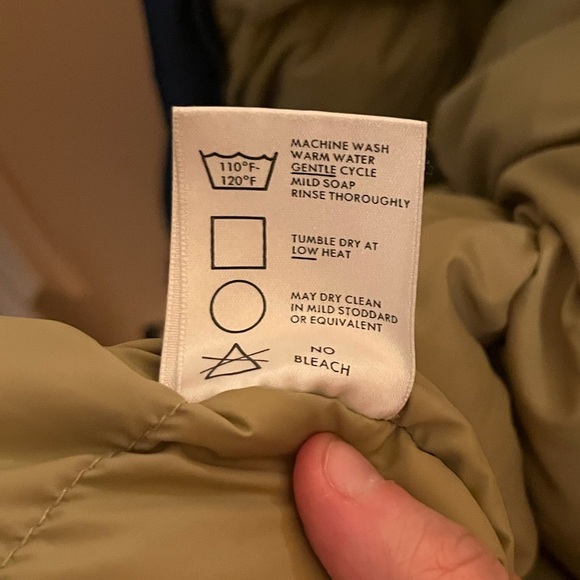 110°F-
120°F
MACHINE WASH
WARM WATER
GENTLE CYCLE
MILD SOAP
RINSE THOROUGHLY
TUMBLE DRY AT
LOW HEAT
MAY DRY CLEAN
IN MILD STODDARD
OR EQUIVALENT
NO
BLEACH